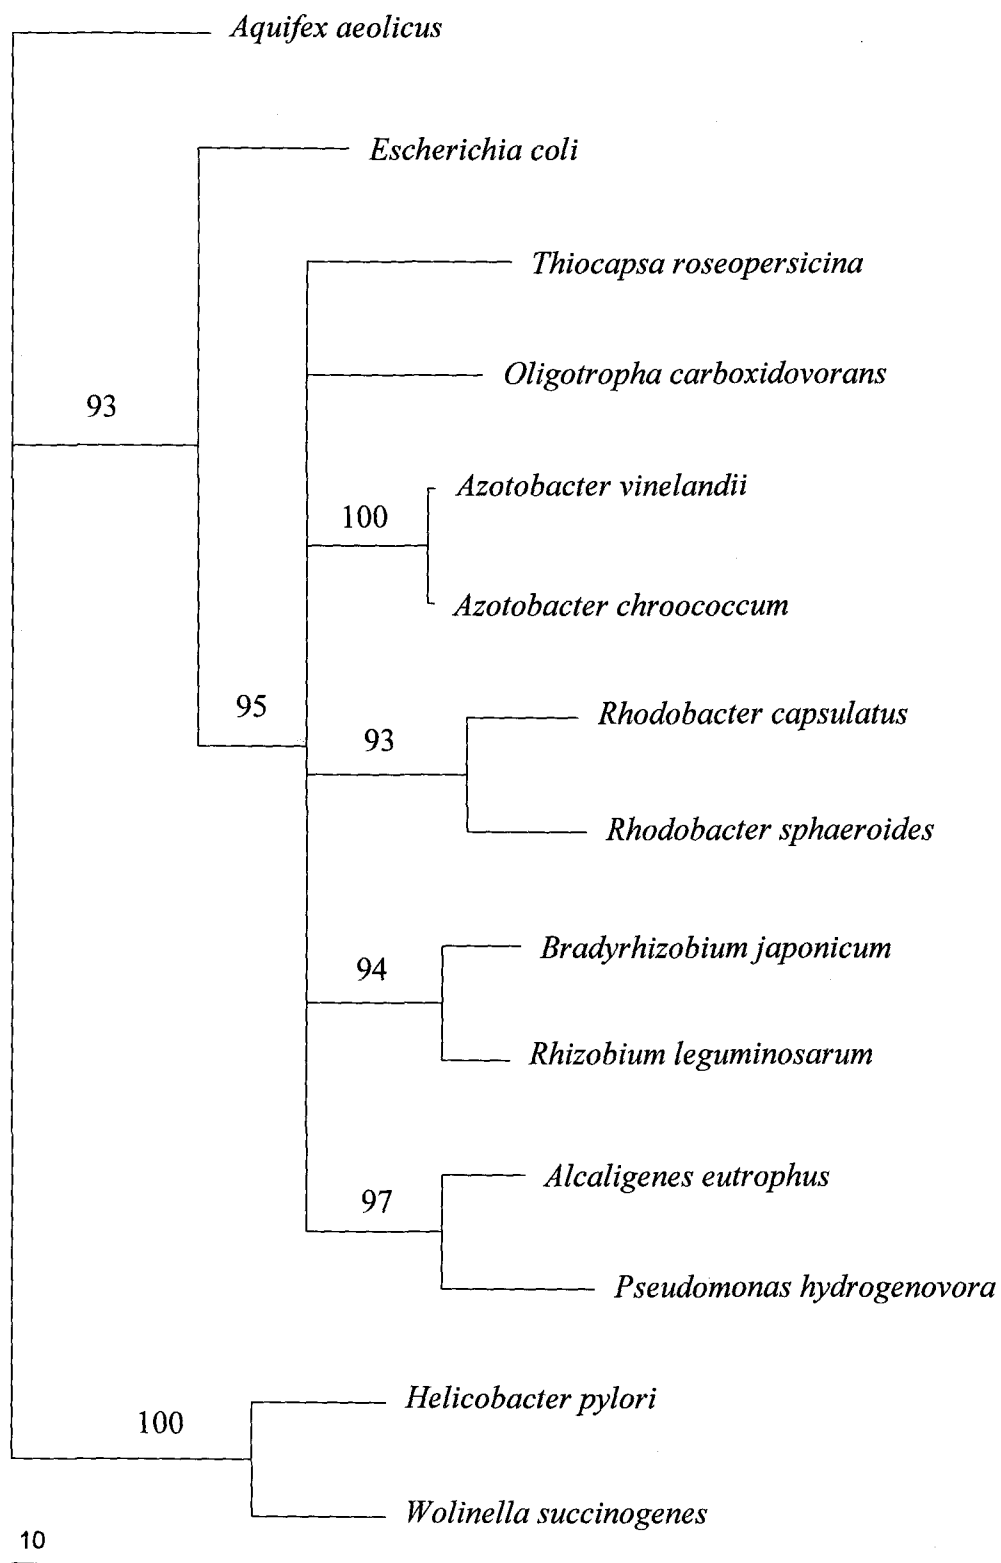 Aquifex aeolicus
Escherichia coli
Thiocapsa roseopersicina
Oligotropha carboxidovorans
93
Azotobacter vinelandii
100
Azotobacter chroococcum
95
Rhodobacter capsulatus
93
Rhodobacter sphaeroides
Bradyrhizobium japonicum
94
Rhizobium leguminosarum
Alcaligenes eutrophus
97
Pseudomonas hydrogenovora
Helicobacter pylori
100
Wolinella succinogenes
10